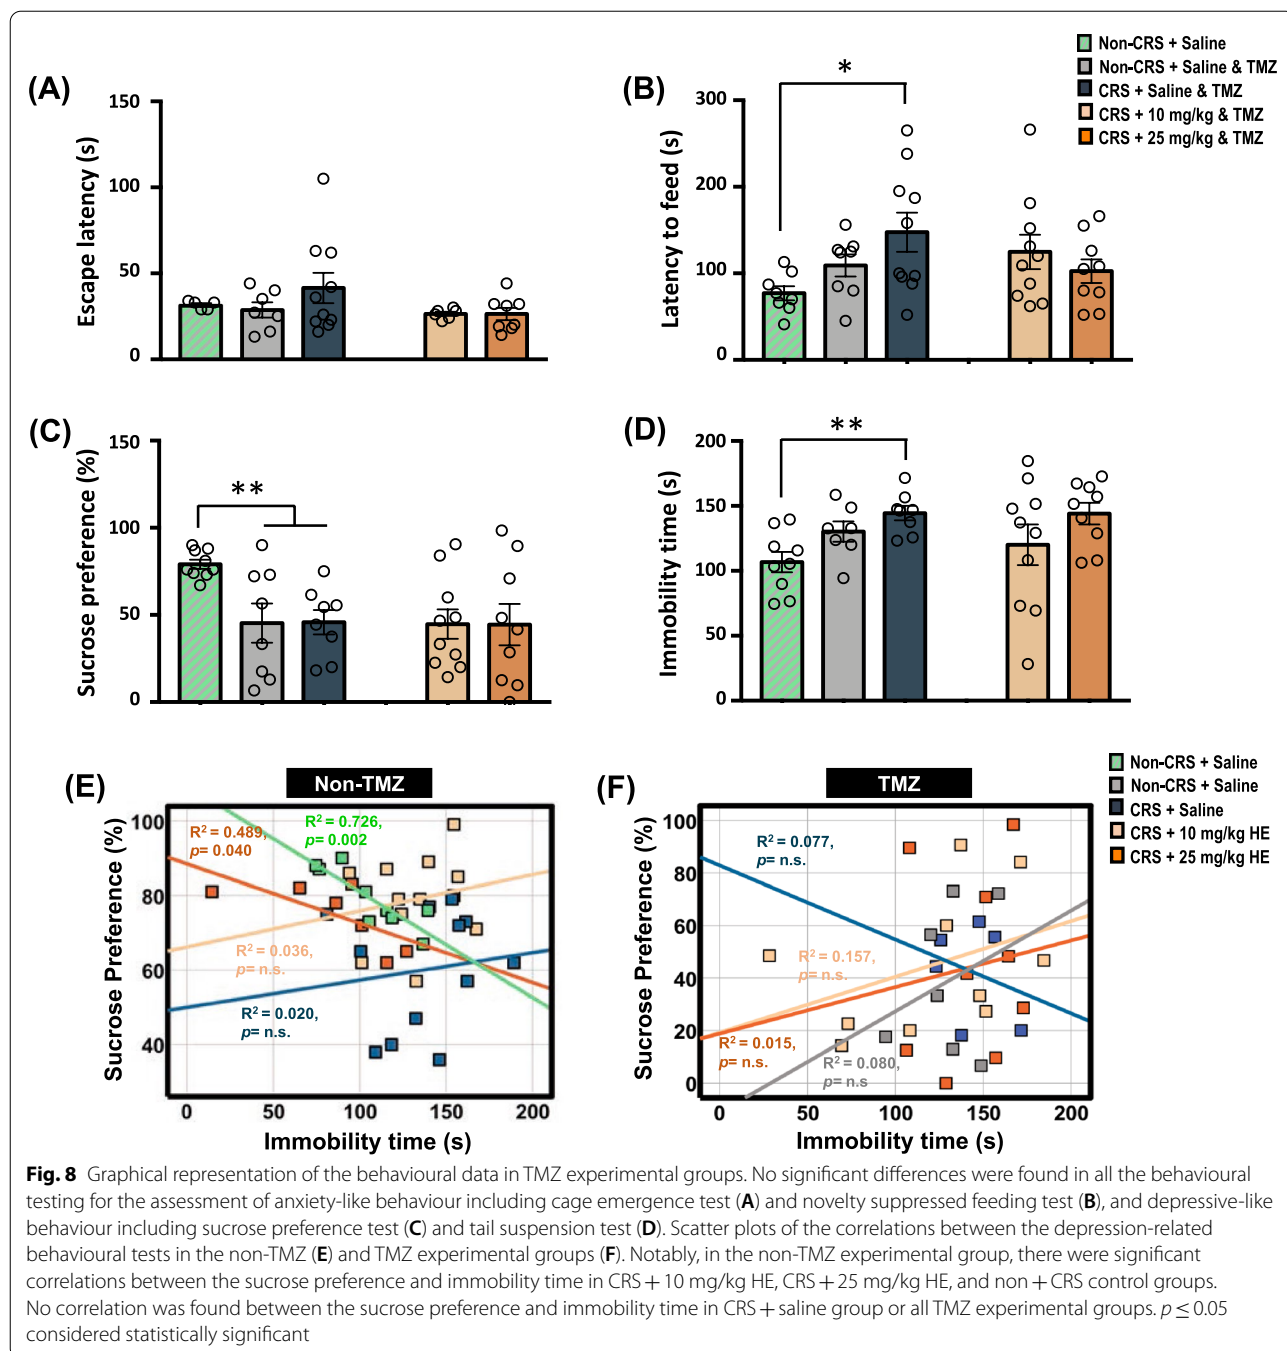 Non-CRS + Saline
Non-CRS + Saline & TMZ
CRS + Saline & TMZ
CRS + 10 mg/kg & TMZ
CRS + 25 mg/kg & TMZ
(A)
Escape latency (s)
150
100
50
0
(B)
Latency to feed (s)
300
200
100
0
*
(C)
Sucrose preference (%)
150
100
50
0
**
(D)
Immobility time (s)
200
150
100
50
0
**
(E)
Non-TMZ
Sucrose Preference (%)
100
80
60
40
R² = 0.489,
p= 0.040
R² = 0.726,
p= 0.002
R² = 0.036,
p= n.s.
R² = 0.020,
p= n.s.
0 50 100 150 200
Immobility time (s)
(F)
TMZ
Sucrose Preference (%)
100
80
60
40
20
0
R² = 0.077,
p= n.s.
R² = 0.157,
p= n.s.
R² = 0.015,
p= n.s.
R² = 0.080,
p= n.s
0 50 100 150 200
Immobility time (s)
Non-CRS + Saline
Non-CRS + Saline
CRS + Saline
CRS + 10 mg/kg HE
CRS + 25 mg/kg HE
Fig. 8 Graphical representation of the behavioural data in TMZ experimental groups. No significant differences were found in all the behavioural
testing for the assessment of anxiety-like behaviour including cage emergence test (A) and novelty suppressed feeding test (B), and depressive-like
behaviour including sucrose preference test (C) and tail suspension test (D). Scatter plots of the correlations between the depression-related
behavioural tests in the non-TMZ (E) and TMZ experimental groups (F). Notably, in the non-TMZ experimental group, there were significant
correlations between the sucrose preference and immobility time in CRS + 10 mg/kg HE, CRS + 25 mg/kg HE, and non + CRS control groups.
No correlation was found between the sucrose preference and immobility time in CRS + saline group or all TMZ experimental groups. p ≤ 0.05
considered statistically significant